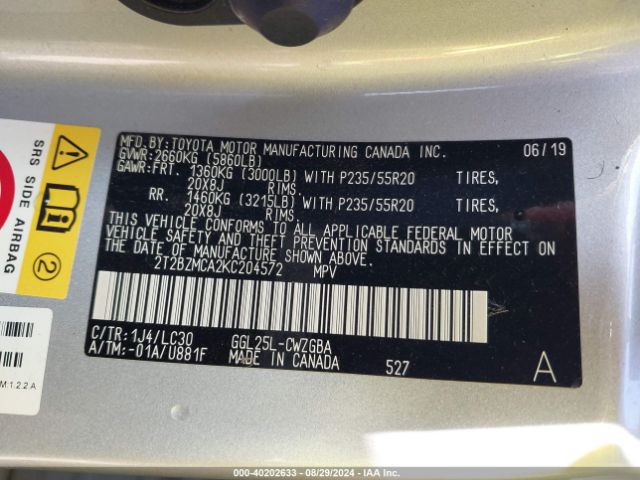 MFD.BY:TOYOTA MOTOR MANUFACTURING CANADA INC. 06/19
GVWR:2660KG (5860LB)
GAWR:FRT. 1360KG (3000LB) WITH P235/55R20 TIRES,
20X8J RIMS.
RR. 1460KG (3215LB) WITH P235/55R20 TIRES,
20X8J RIMS.
THIS VEHICLE CONFORMS TO ALL APPLICABLE FEDERAL MOTOR
VEHICLE SAFETY AND THEFT PREVENTION STANDARDS IN EFFECT ON
THE DATE OF MANUFACTURE SHOWN ABOVE.
2T2BZMCA2KC204572 MPV
C/TR:1J4/LC30 GGL25L-CWZGBA
A/TM:-01A/U881F MADE IN CANADA 527 A
SRS SIDE AIRBAG
2
M:1.2.2 A
000-40202633 - 08/29/2024 - IAA Inc.